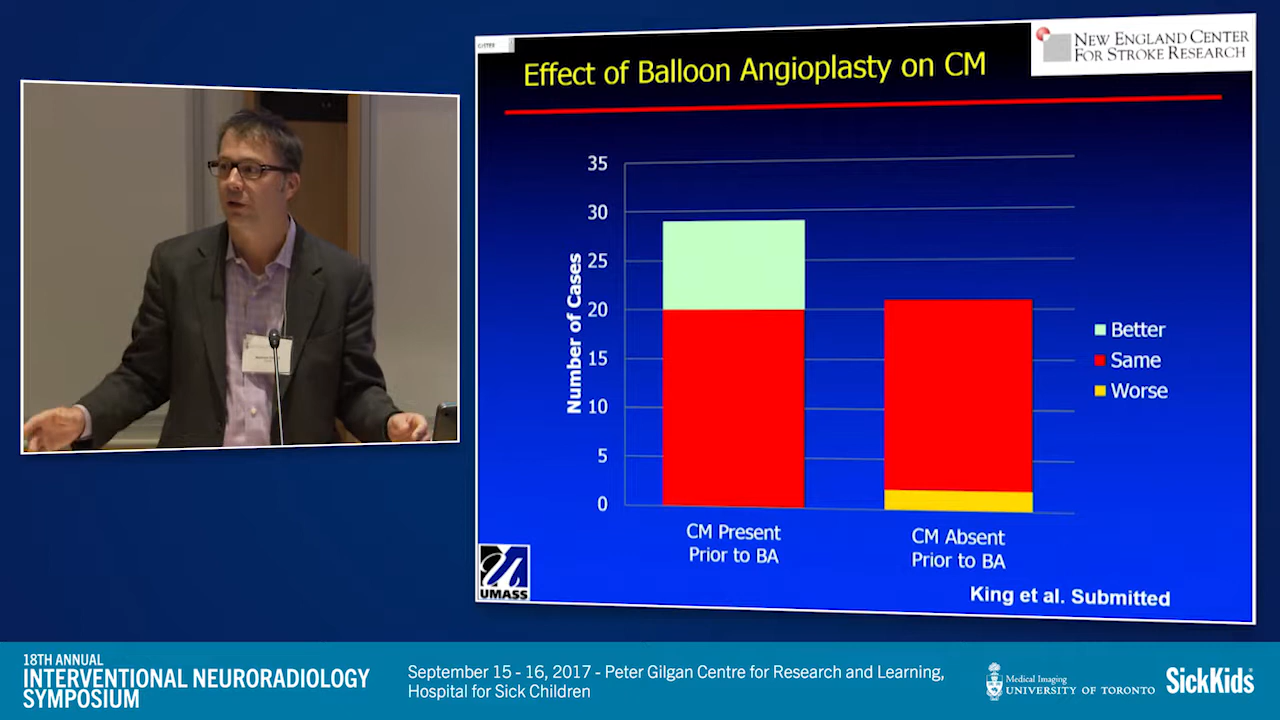 Effect of Balloon Angioplasty on CM
NEW ENGLAND CENTER
FOR STROKE RESEARCH
35
30
25
20
15
10
5
0
Number of Cases
CM Present
Prior to BA
CM Absent
Prior to BA
Better
Same
Worse
UMASS
King et al. Submitted
18TH ANNUAL
INTERVENTIONAL NEURORADIOLOGY
SYMPOSIUM
September 15 - 16, 2017 - Peter Gilgan Centre for Research and Learning,
Hospital for Sick Children
Medical Imaging
UNIVERSITY OF TORONTO
SickKids